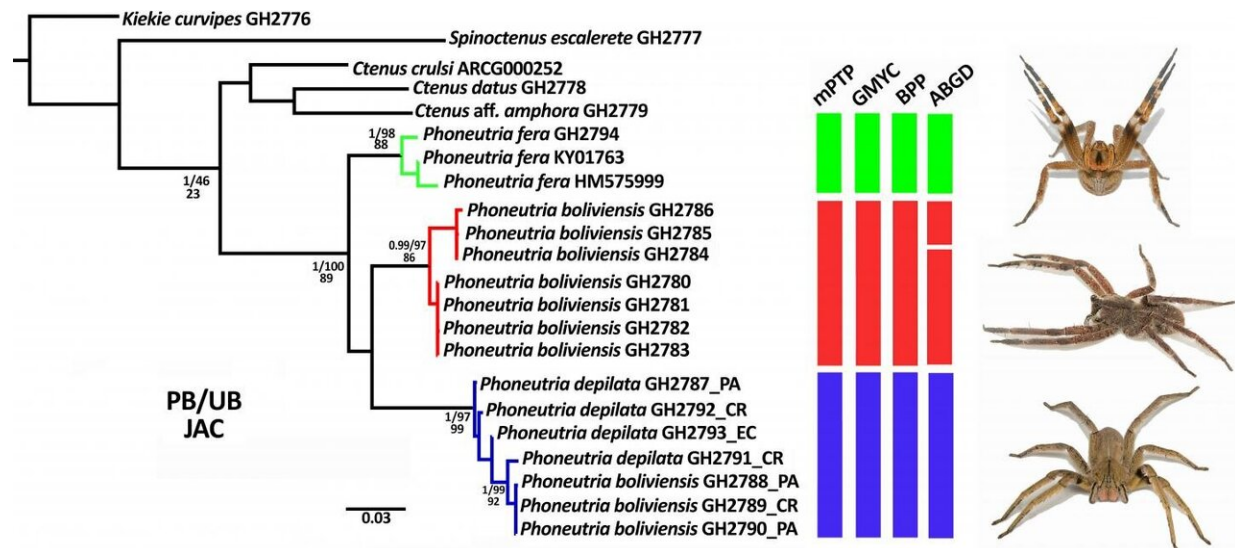 Kiekie curvipes GH2776
Spinoctenus escalerete GH2777
Ctenus crulsi ARCG000252
Ctenus datus GH2778
Ctenus aff. amphora GH2779
mPTP GMYC BPP ABGD
1/98
88
Phoneutria fera GH2794
Phoneutria fera KY01763
Phoneutria fera HM575999
1/46
23
Phoneutria boliviensis GH2786
Phoneutria boliviensis GH2785
Phoneutria boliviensis GH2784
0.99/97
86
1/100
89
Phoneutria boliviensis GH2780
Phoneutria boliviensis GH2781
Phoneutria boliviensis GH2782
Phoneutria boliviensis GH2783
PB/UB
JAC
Phoneutria depilata GH2787_PA
Phoneutria depilata GH2792_CR
1/97
99
Phoneutria depilata GH2793_EC
Phoneutria depilata GH2791_CR
Phoneutria boliviensis GH2788_PA
1/99
92
Phoneutria boliviensis GH2789_CR
Phoneutria boliviensis GH2790_PA
0.03